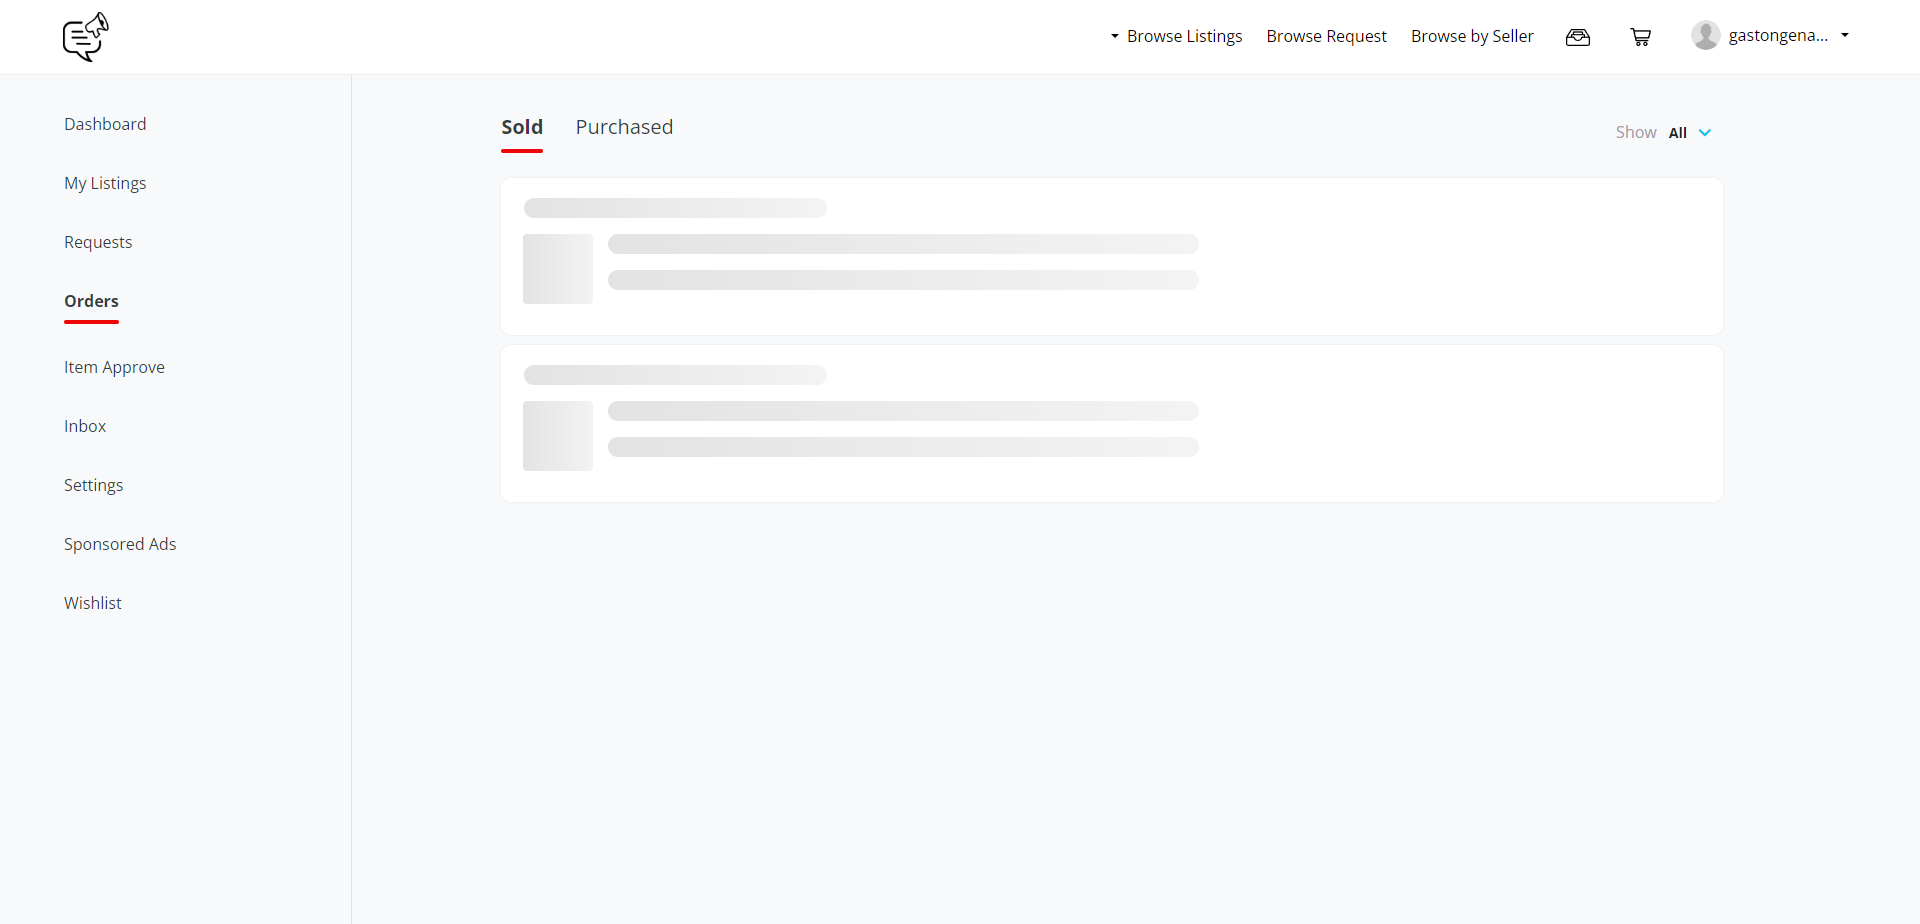 Browse Listings
Browse Request
Browse by Seller
gastongena...
Dashboard
My Listings
Requests
Orders
Item Approve
Inbox
Settings
Sponsored Ads
Wishlist
Sold
Purchased
Show All